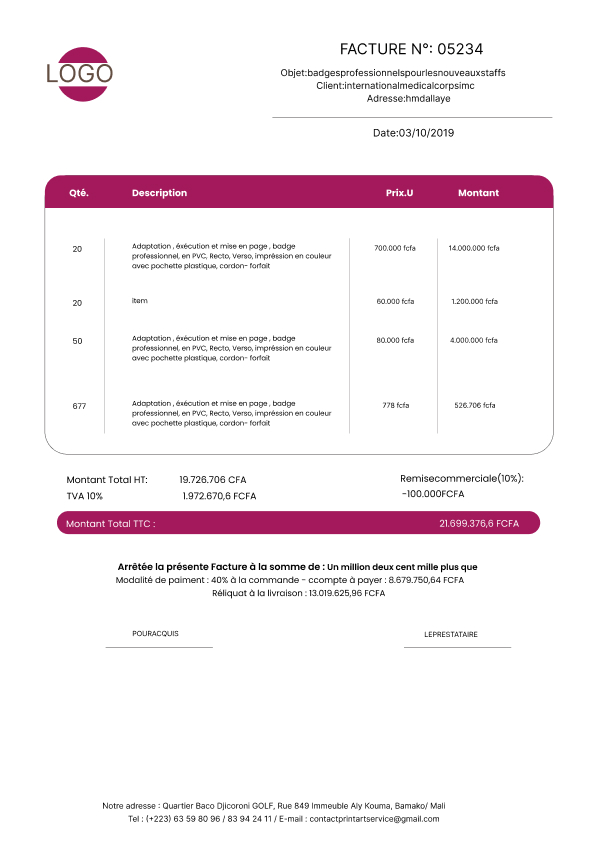 LOGO
FACTURE N°: 05234
Objet:badgesprofessionnelspourlesnouveauxstaffs
Client:internationalmedicalcorpsimc
Adresse:hmdallaye
Date:03/10/2019
Qté. Description Prix.U Montant
20 Adaptation , éxécution et mise en page , badge 700.000 fcfa 14.000.000 fcfa
professionnel, en PVC, Recto, Verso, impréssion en couleur
avec pochette plastique, cordon- forfait
20 item 60.000 fcfa 1.200.000 fcfa
50 Adaptation , éxécution et mise en page , badge 80.000 fcfa 4.000.000 fcfa
professionnel, en PVC, Recto, Verso, impréssion en couleur
avec pochette plastique, cordon- forfait
677 Adaptation , éxécution et mise en page , badge 778 fcfa 526.706 fcfa
professionnel, en PVC, Recto, Verso, impréssion en couleur
avec pochette plastique, cordon- forfait
Montant Total HT: 19.726.706 CFA Remisecommerciale(10%):
TVA 10% 1.972.670,6 FCFA -100.000FCFA
Montant Total TTC : 21.699.376,6 FCFA
Arrêtée la présente Facture à la somme de : Un million deux cent mille plus que
Modalité de paiment : 40% à la commande - ccompte à payer : 8.679.750,64 FCFA
Réliquat à la livraison : 13.019.625,96 FCFA
POURACQUIS LEPRESTATAIRE
Notre adresse : Quartier Baco Djicoroni GOLF, Rue 849 Immeuble Aly Kouma, Bamako/ Mali
Tel : (+223) 63 59 80 96 / 83 94 24 11 / E-mail : contactprintartservice@gmail.com